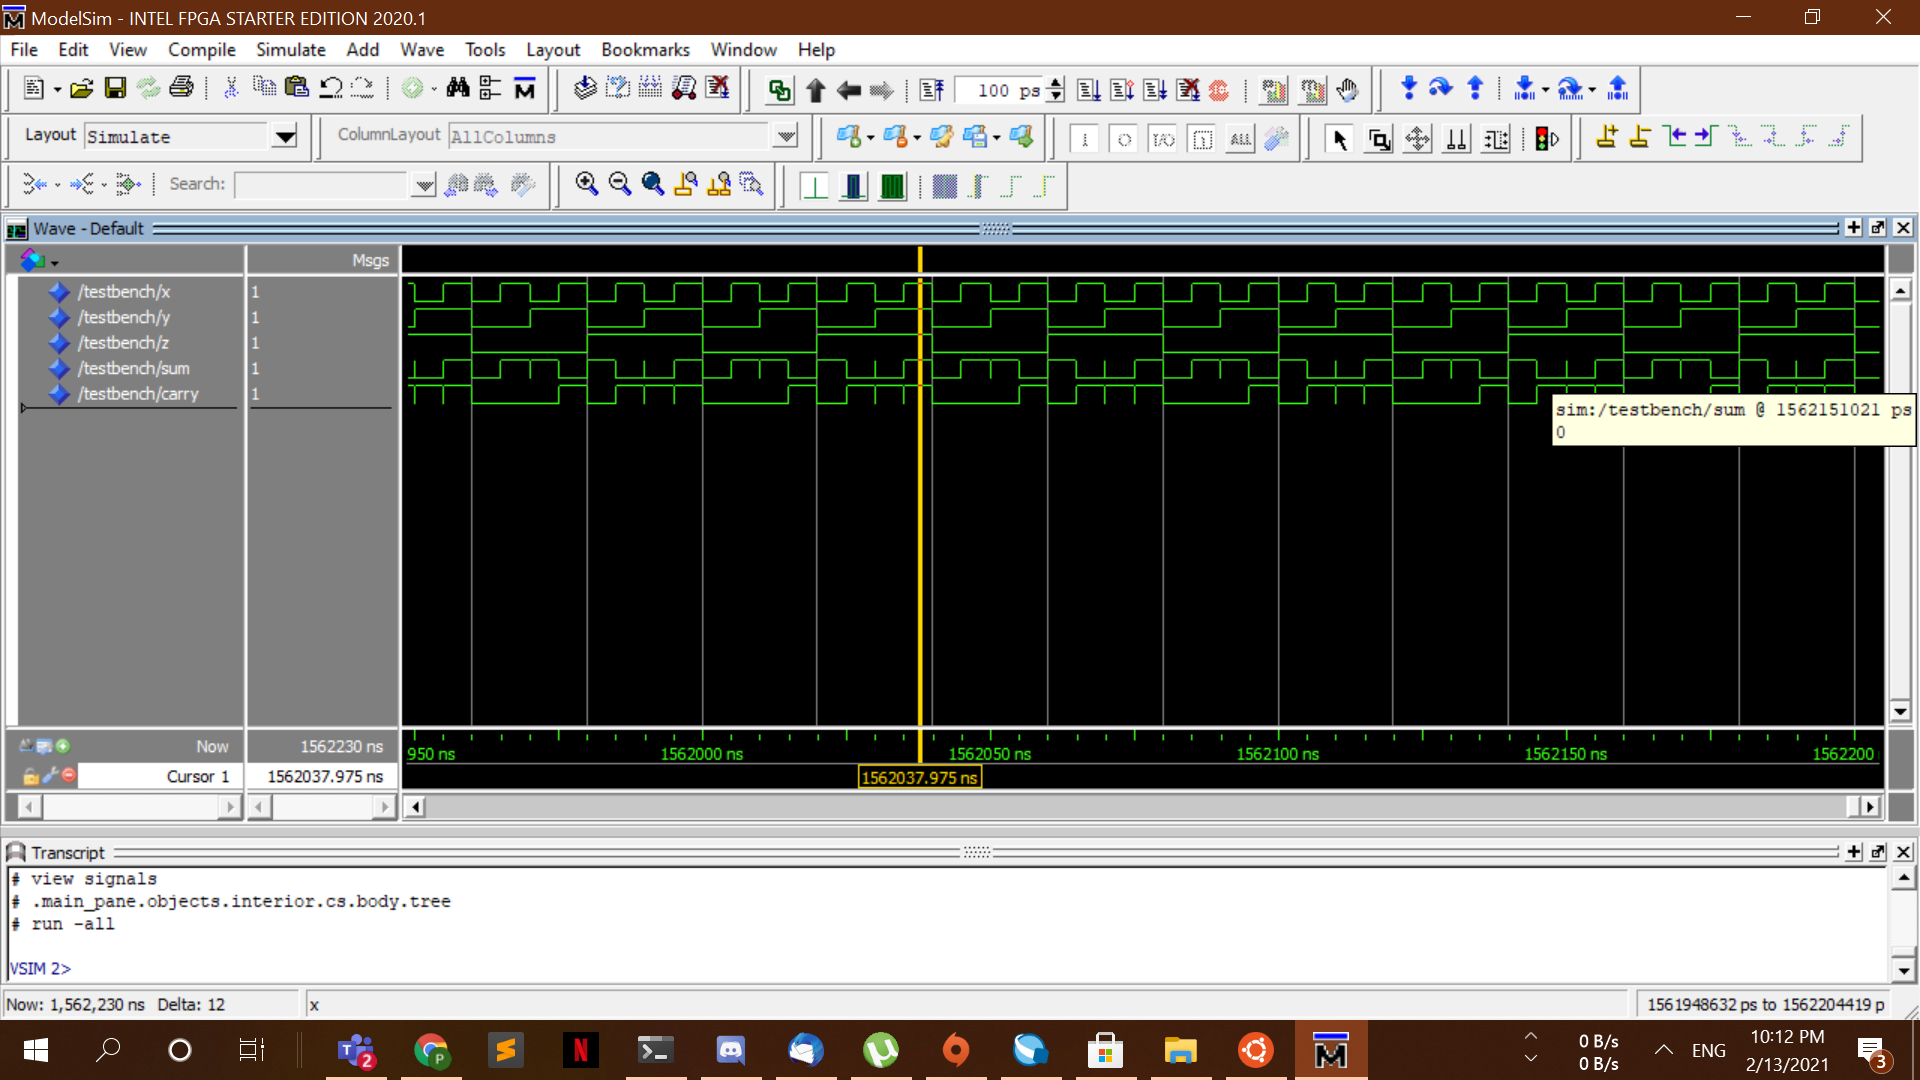 ModelSim - INTEL FPGA STARTER EDITION 2020.1
File Edit View Compile Simulate Add Wave Tools Layout Bookmarks Window Help
100 ps
Layout Simulate
ColumnLayout AllColumns
ALL
Search:
Wave - Default
Msgs
/testbench/x 1
/testbench/y 1
/testbench/z 1
/testbench/sum 1
/testbench/carry 1
sim:/testbench/sum @ 1562151021 ps
0
Now 1562230 ns
950 ns 1562000 ns 1562050 ns 1562100 ns 1562150 ns 1562200
Cursor 1 1562037.975 ns
1562037.975 ns
Transcript
# view signals
# .main_pane.objects.interior.cs.body.tree
# run -all
VSIM 2>
Now: 1,562,230 ns Delta: 12
x
1561948632 ps to 1562204419 p
2
P
N
0 B/s
0 B/s
ENG
10:12 PM
2/13/2021
3